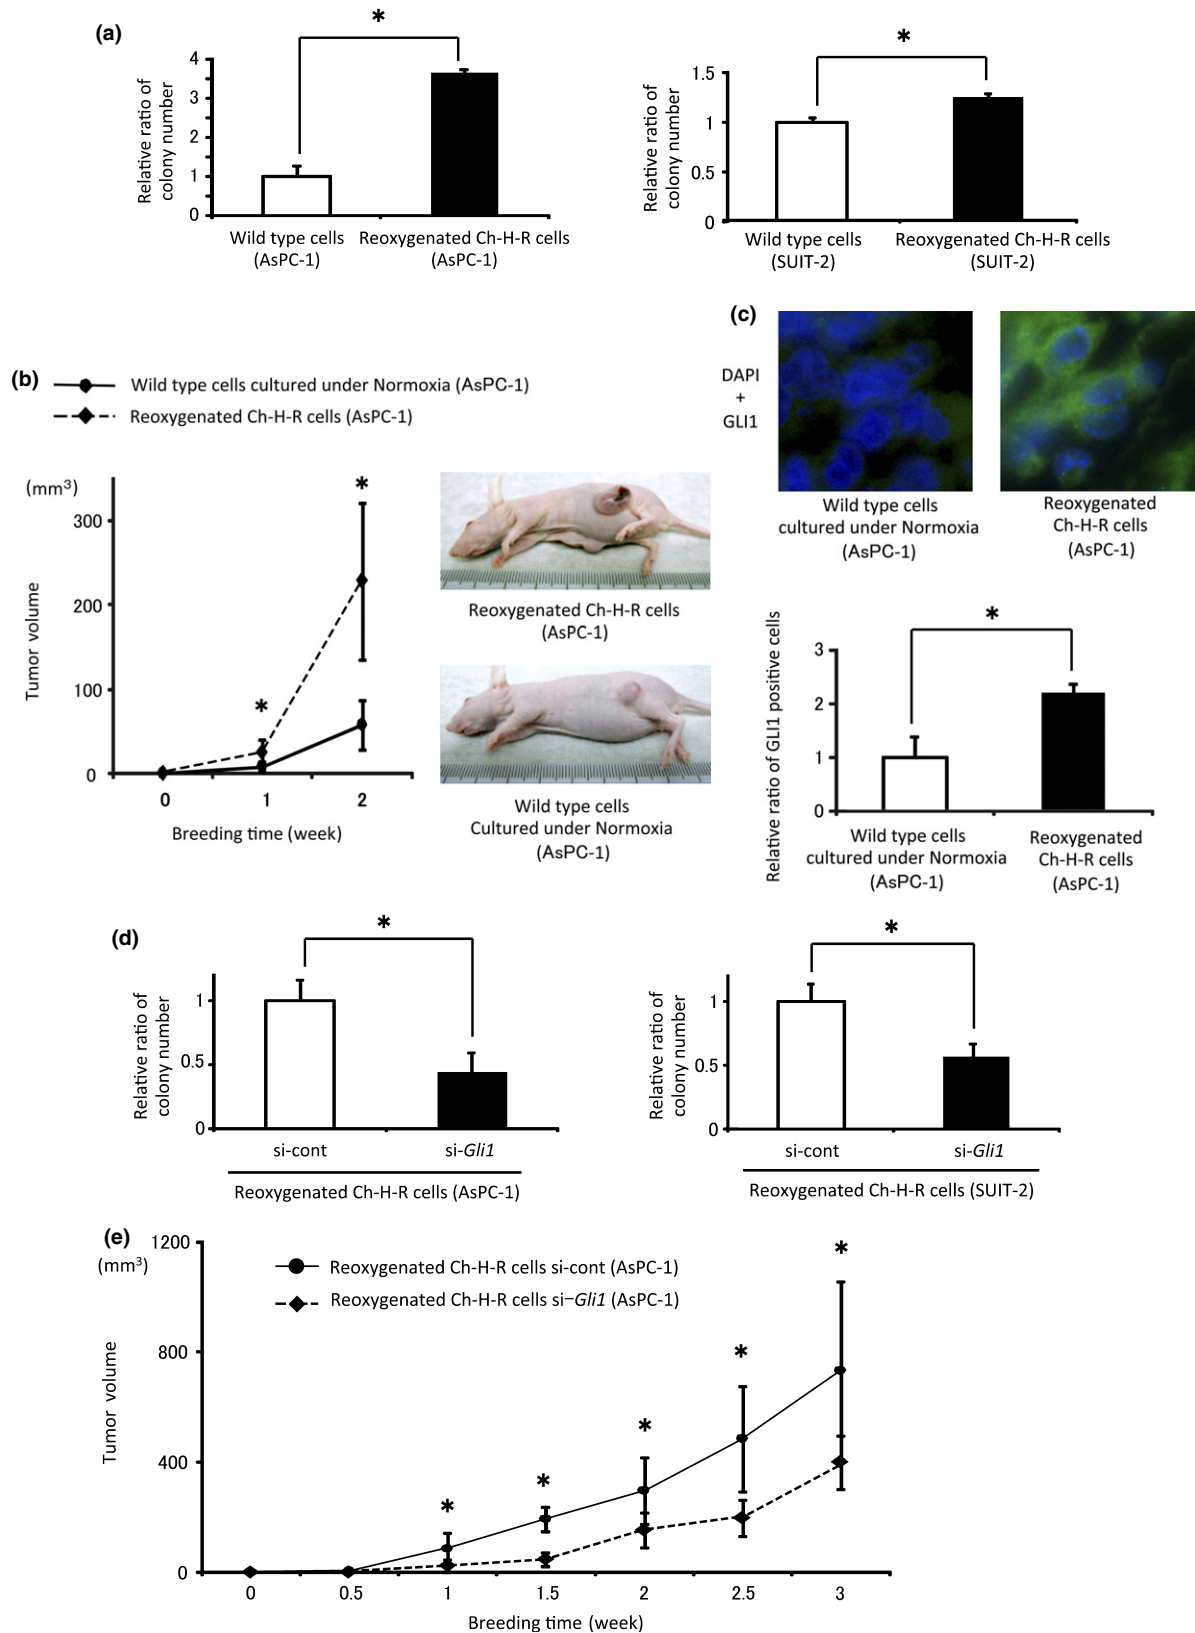 (a)
*
4
3
2
1
0
Relative ratio of
colony number
Wild type cells
(AsPC-1)
Reoxygenated Ch-H-R cells
(AsPC-1)
*
1.5
1
0.5
0
Relative ratio of
colony number
Wild type cells
(SUIT-2)
Reoxygenated Ch-H-R cells
(SUIT-2)
(b)
Wild type cells cultured under Normoxia (AsPC-1)
Reoxygenated Ch-H-R cells (AsPC-1)
(mm3)
300
200
100
0
Tumor volume
*
*
0
1
2
Breeding time (week)
Reoxygenated Ch-H-R cells
(AsPC-1)
Wild type cells
Cultured under Normoxia
(AsPC-1)
(c)
DAPI
+
GLI1
Wild type cells
cultured under Normoxia
(AsPC-1)
Reoxygenated
Ch-H-R cells
(AsPC-1)
*
3
2
1
0
Relative ratio of GLI1 positive cells
Wild type cells
cultured under Normoxia
(AsPC-1)
Reoxygenated
Ch-H-R cells
(AsPC-1)
(d)
*
1
0.5
0
Relative ratio of
colony number
si-cont
si-Gli1
Reoxygenated Ch-H-R cells (AsPC-1)
*
1
0.5
0
Relative ratio of
colony number
si-cont
si-Gli1
Reoxygenated Ch-H-R cells (SUIT-2)
(e)
1200
(mm3)
800
400
0
Tumor volume
Reoxygenated Ch-H-R cells si-cont (AsPC-1)
Reoxygenated Ch-H-R cells si–Gli1 (AsPC-1)
*
*
*
*
*
0
0.5
1
1.5
2
2.5
3
Breeding time (week)